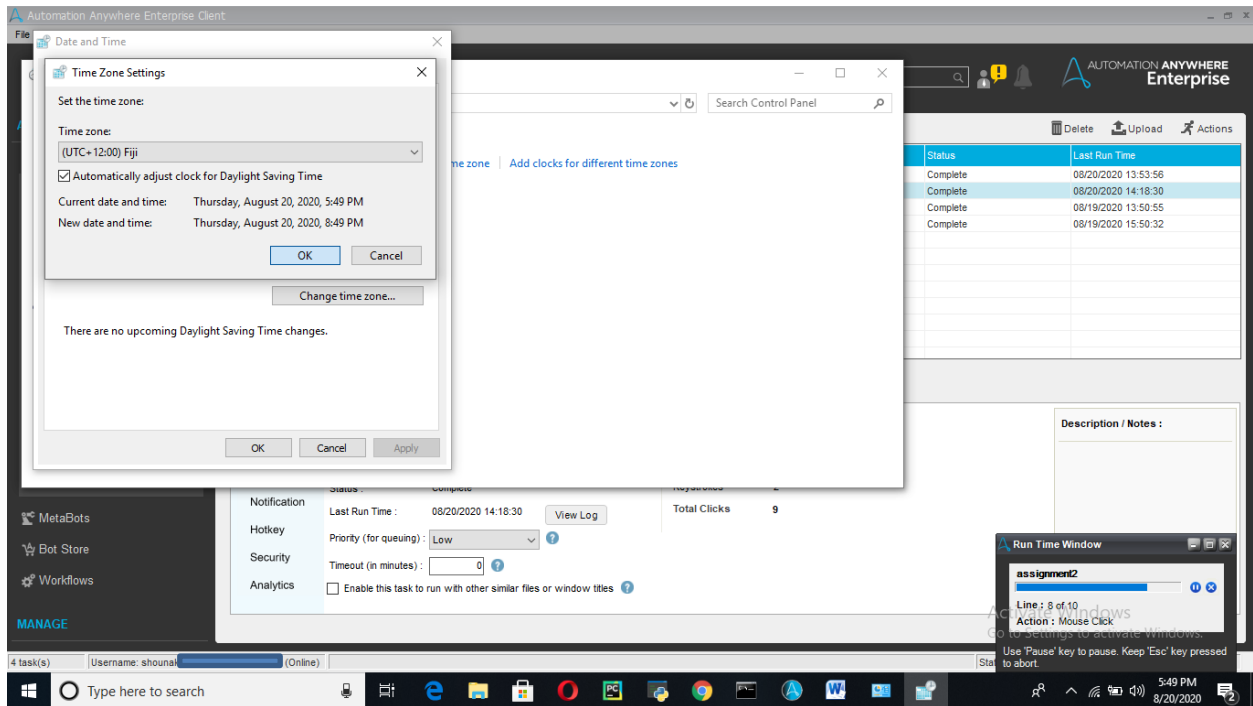 Automation Anywhere Enterprise Client
File
Date and Time
Time Zone Settings
Set the time zone:
Time zone:
(UTC+12:00) Fiji
Automatically adjust clock for Daylight Saving Time
Current date and time: Thursday, August 20, 2020, 5:49 PM
New date and time: Thursday, August 20, 2020, 8:49 PM
OK Cancel
Change time zone...
There are no upcoming Daylight Saving Time changes.
OK Cancel Apply
Search Control Panel
me zone Add clocks for different time zones
AUTOMATION ANYWHERE
Enterprise
Delete Upload Actions
Status Last Run Time
Complete 08/20/2020 13:53:56
Complete 08/20/2020 14:18:30
Complete 08/19/2020 13:50:55
Complete 08/19/2020 15:50:32
Description / Notes :
MetaBots
Bot Store
Workflows
MANAGE
Notification
Hotkey
Security
Analytics
Status : Complete
Last Run Time : 08/20/2020 14:18:30 View Log
Priority (for queuing) : Low
Timeout (in minutes) : 0
Enable this task to run with other similar files or window titles
Keystrokes 2
Total Clicks 9
Run Time Window
assignment2
Line : 8 of 10
Action : Mouse Click
Activate Windows
Go to Settings to activate Windows.
Use 'Pause' key to pause. Keep 'Esc' key pressed
to abort.
4 task(s) Username: shounak (Online) Sta
Type here to search
PC
5:49 PM
8/20/2020
2